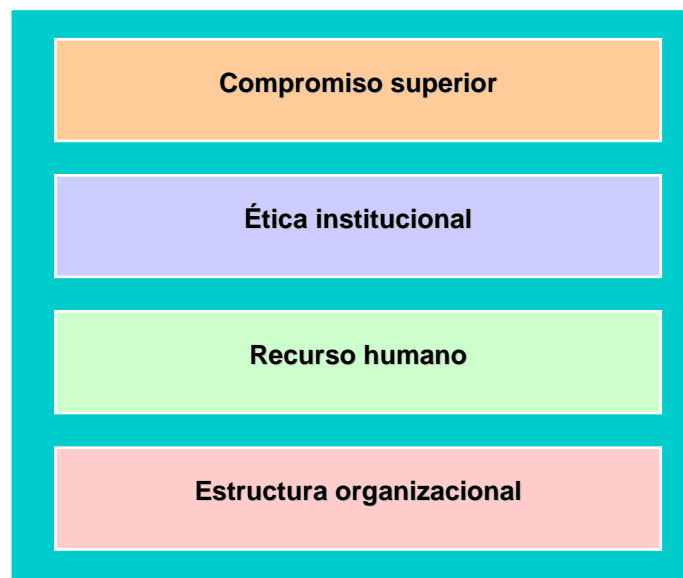 Compromiso superior
Ética institucional
Recurso humano
Estructura organizacional